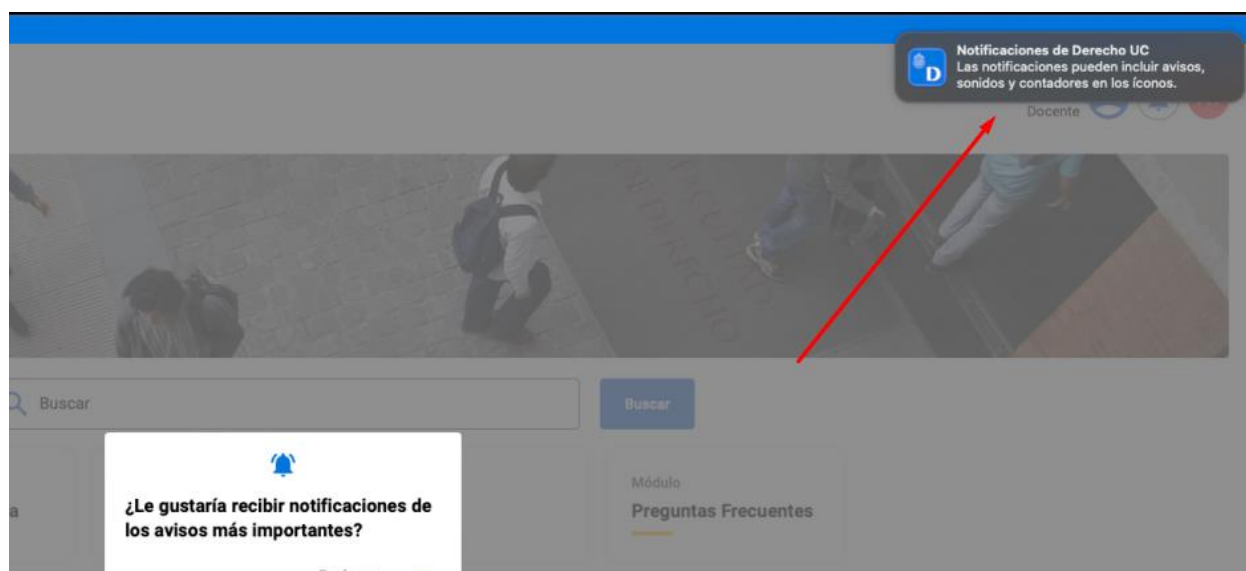 Notificaciones de Derecho UC
Las notificaciones pueden incluir avisos,
sonidos y contadores en los íconos.
D
Docente
DERECHO
Buscar
Buscar
¿Le gustaría recibir notificaciones de
los avisos más importantes?
Módulo
Preguntas Frecuentes
a